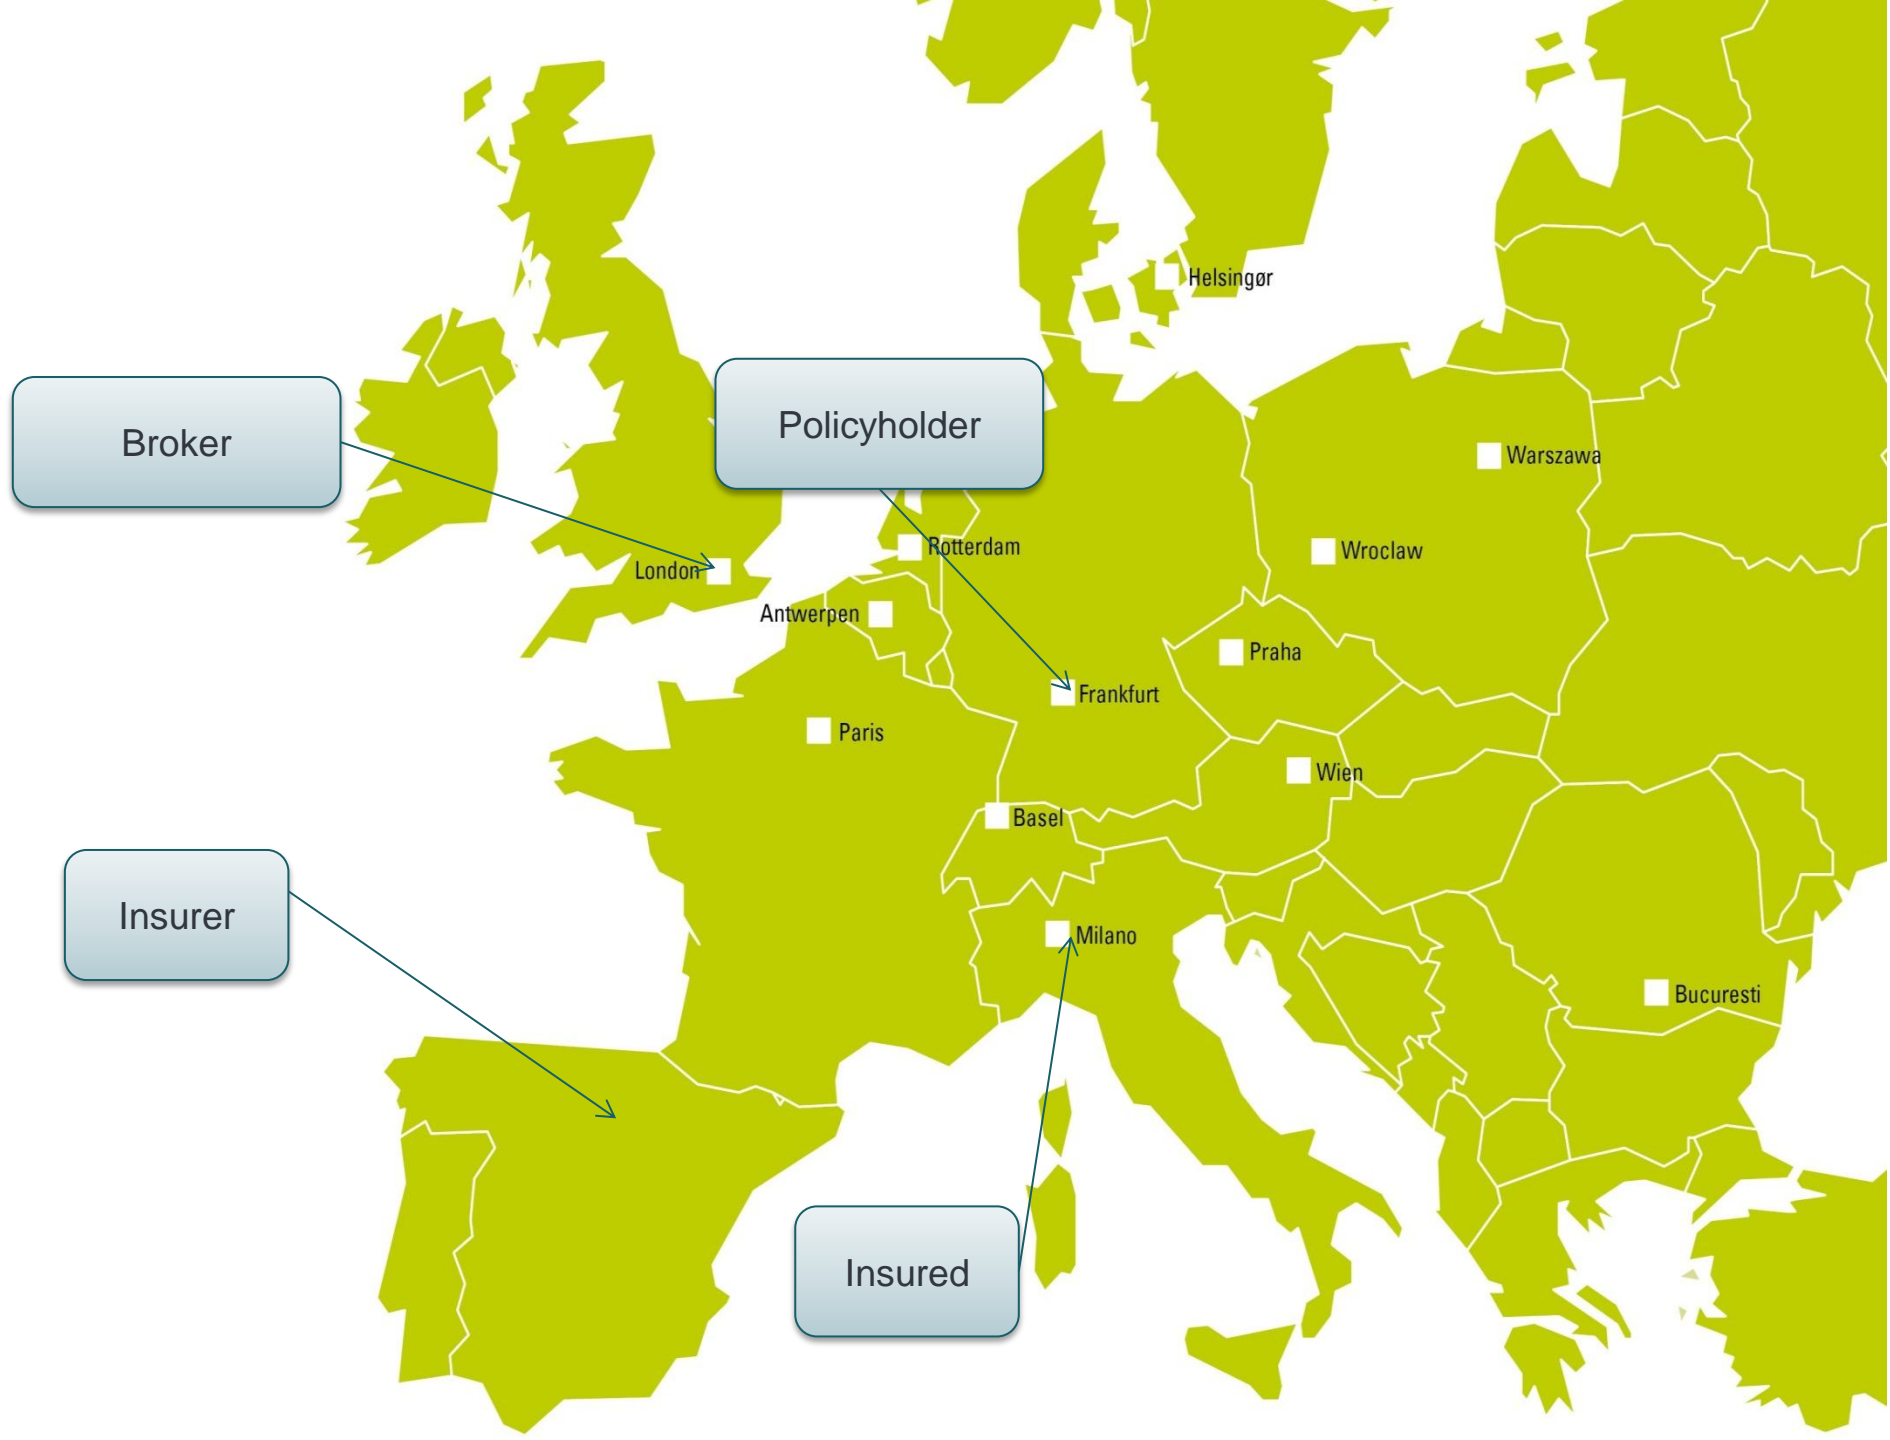 Helsingør
Policyholder
Broker
Warszawa
Rotterdam
Wroclaw
London
Antwerpen
Praha
Frankfurt
Paris
Wien
Basel
Insurer
Milano
Bucuresti
Insured